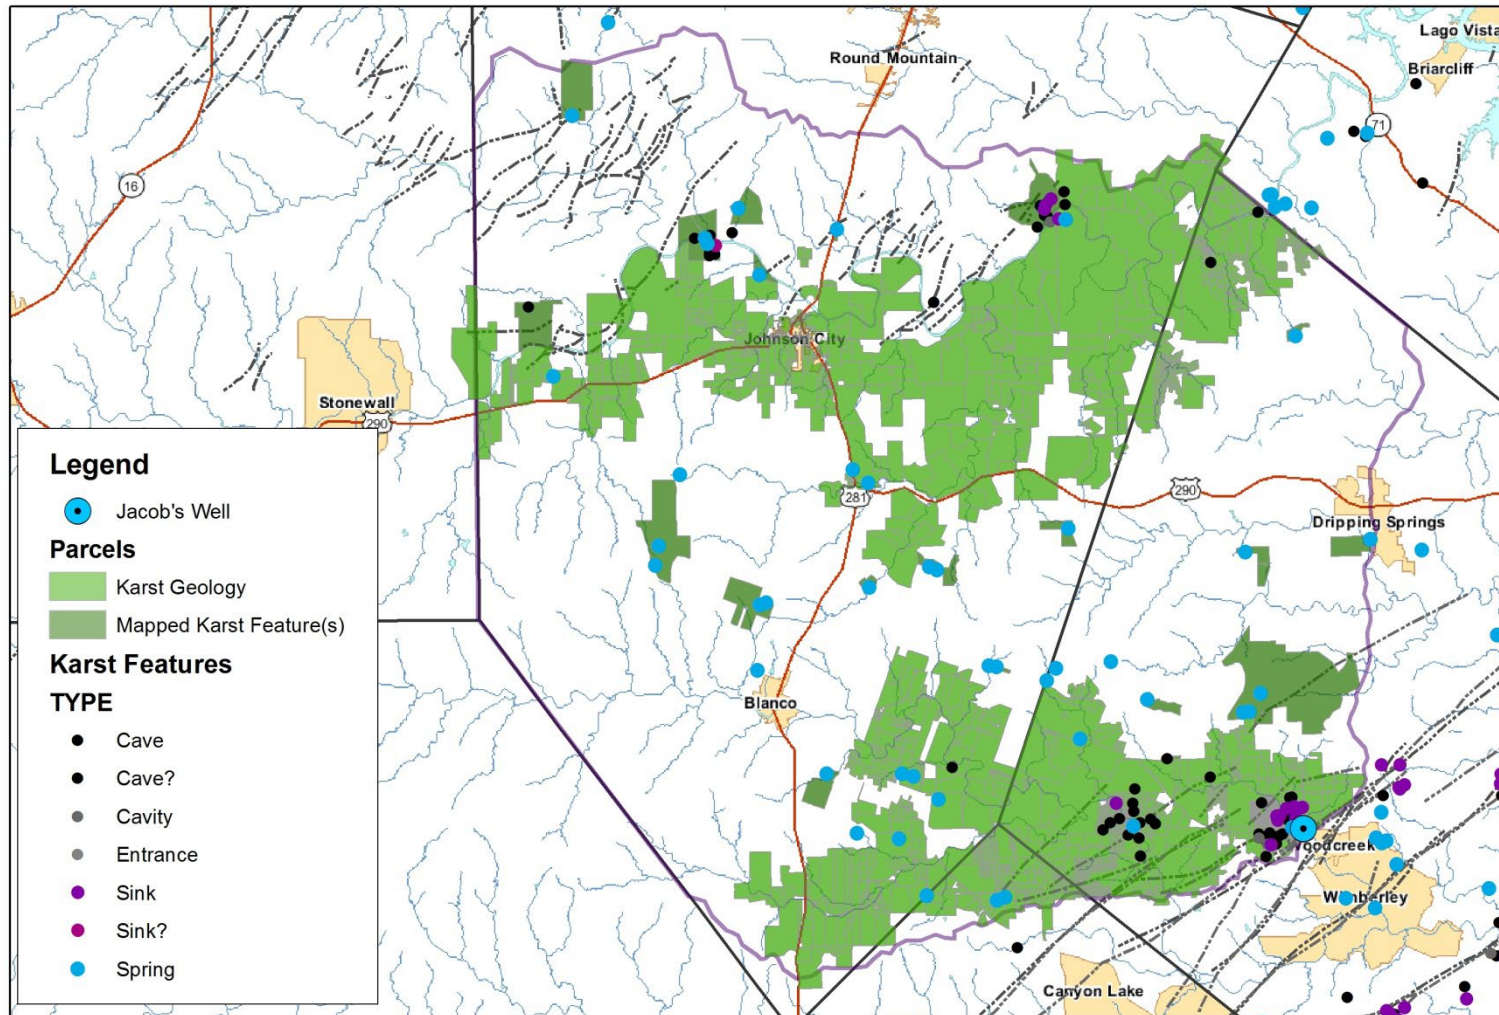 Lago Vista
Round Mountain
Briarcliff
71
16
Johnson City
Stonewall
290
281
290
Dripping Springs
Blanco
Woodcreek
Wimberley
Canyon Lake
Legend
Jacob's Well
Parcels
Karst Geology
Mapped Karst Feature(s)
Karst Features
TYPE
Cave
Cave?
Cavity
Entrance
Sink
Sink?
Spring